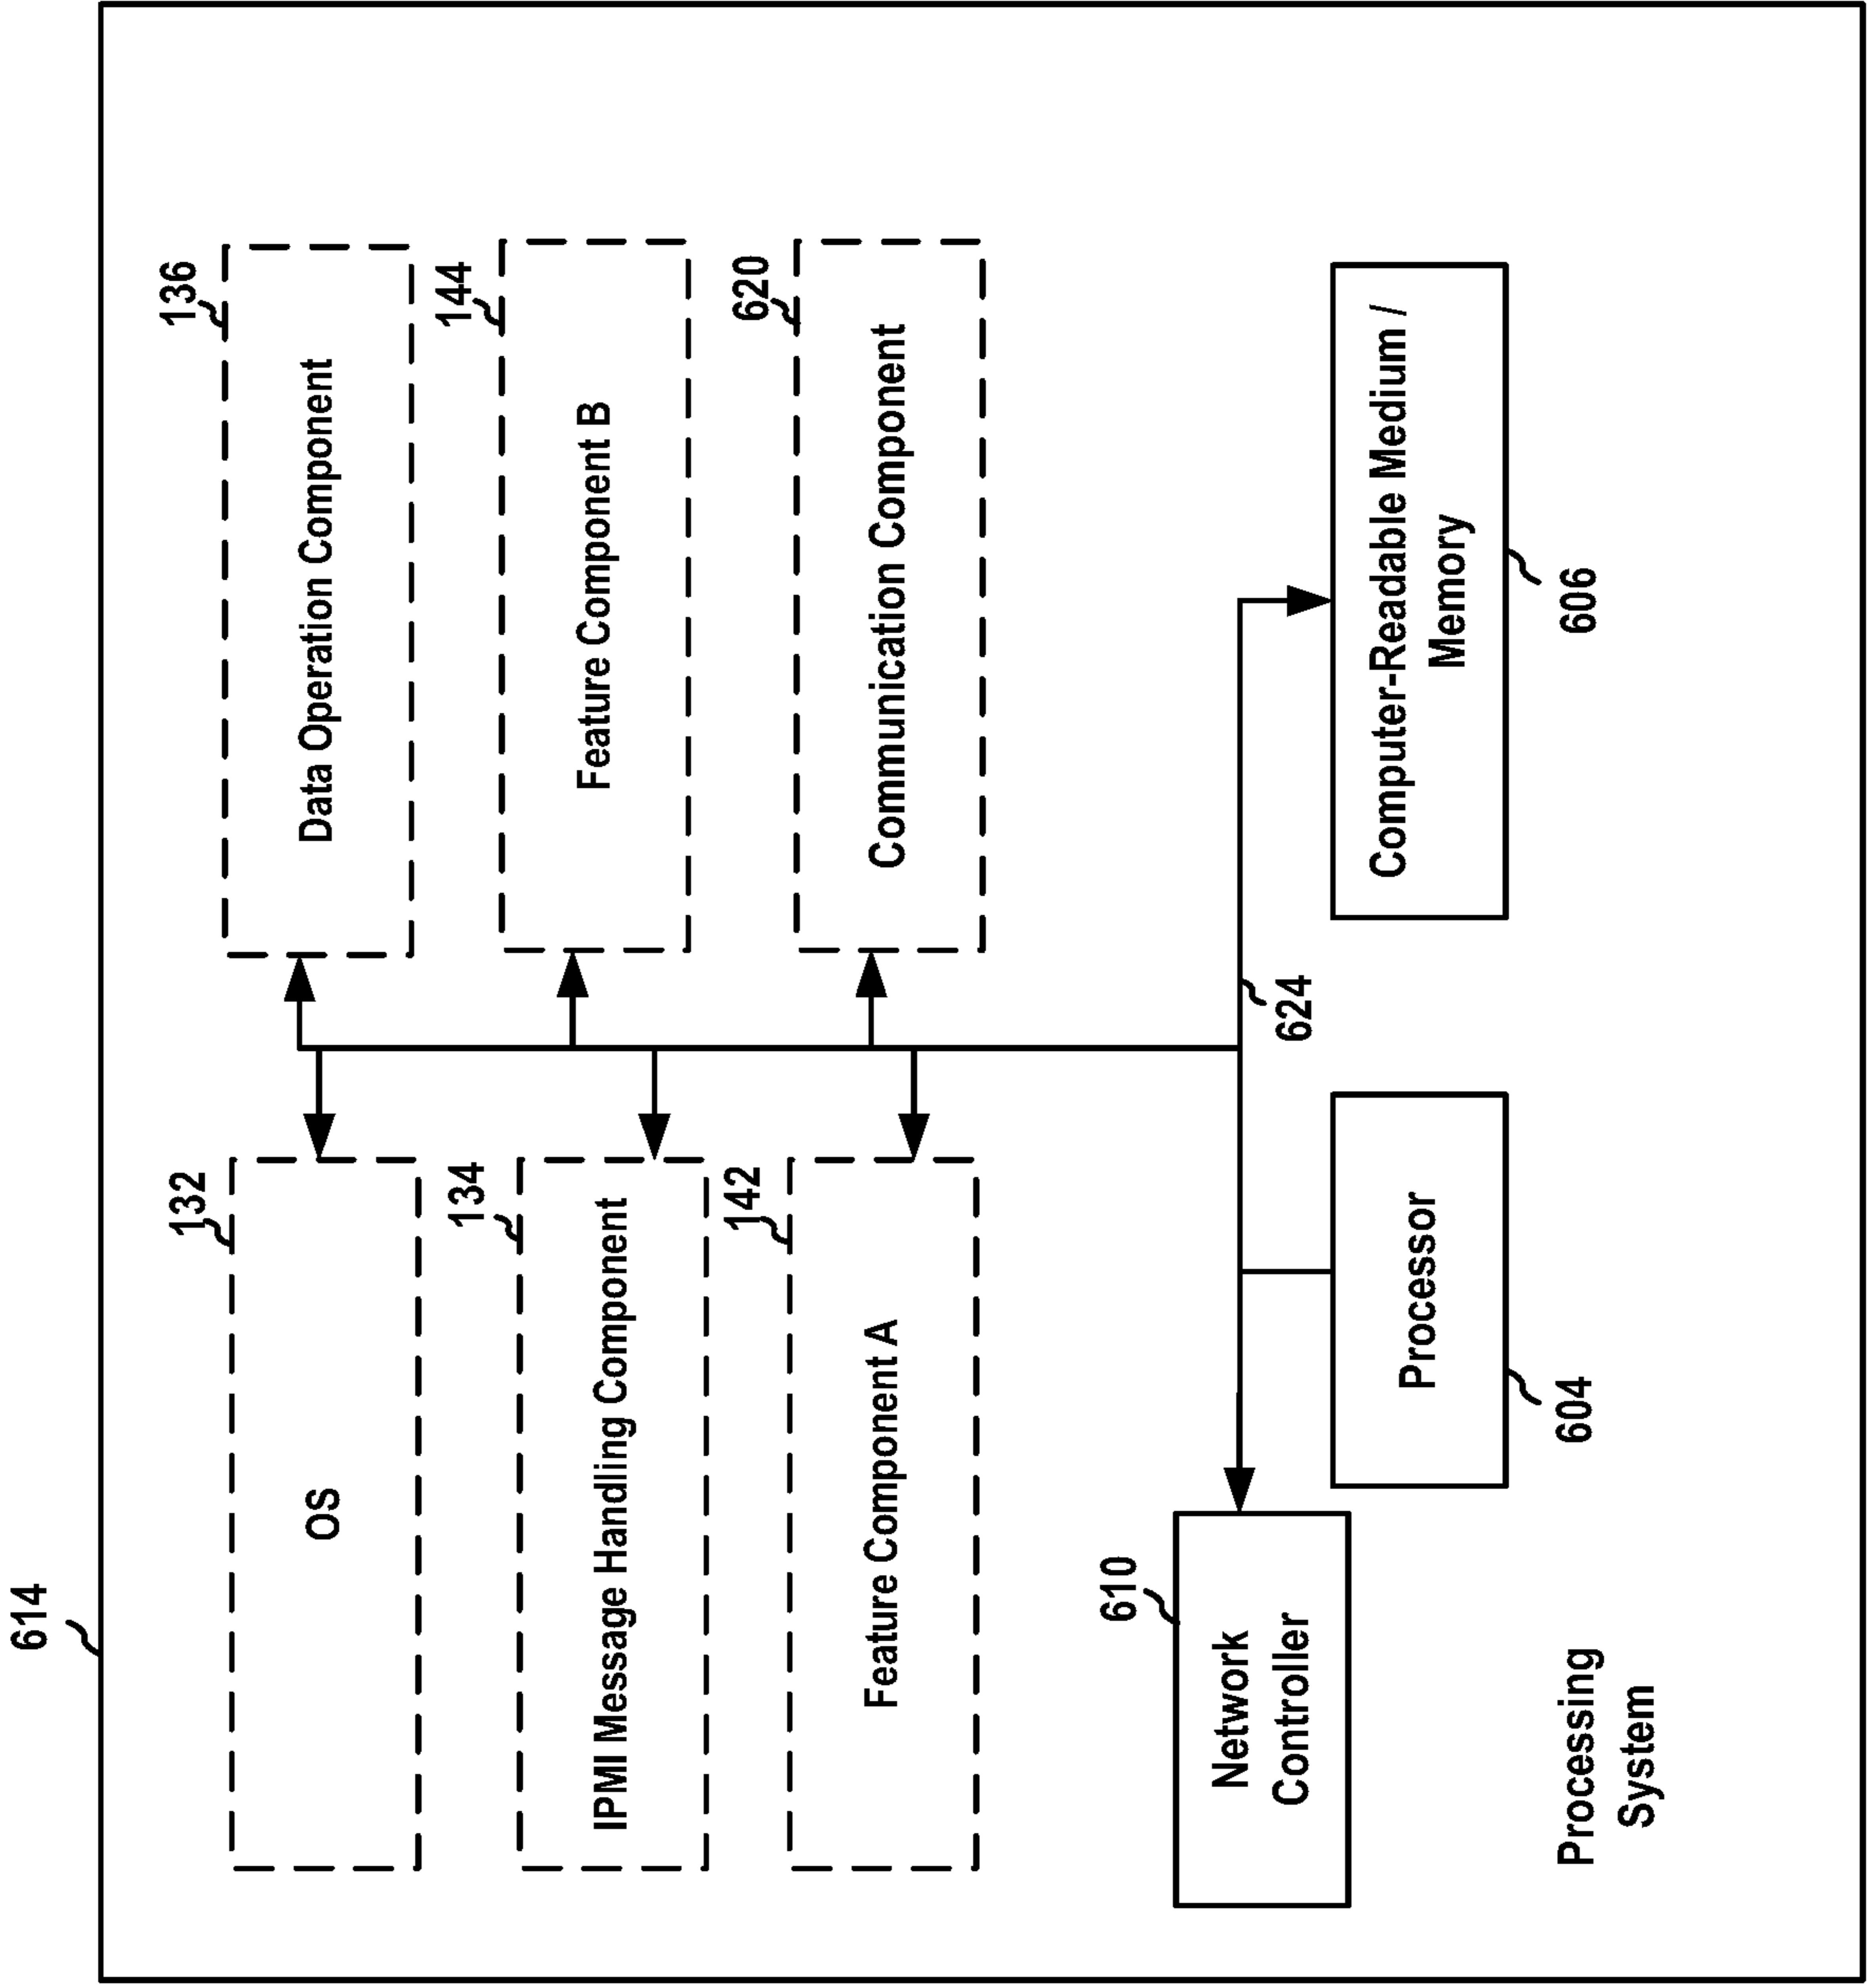 614
132
OS
136
Data Operation Component
134
IPMI Message Handling Component
144
Feature Component B
142
Feature Component A
620
Communication Component
610
Network
Controller
624
Processor
604
Computer-Readable Medium /
Memory
606
Processing
System